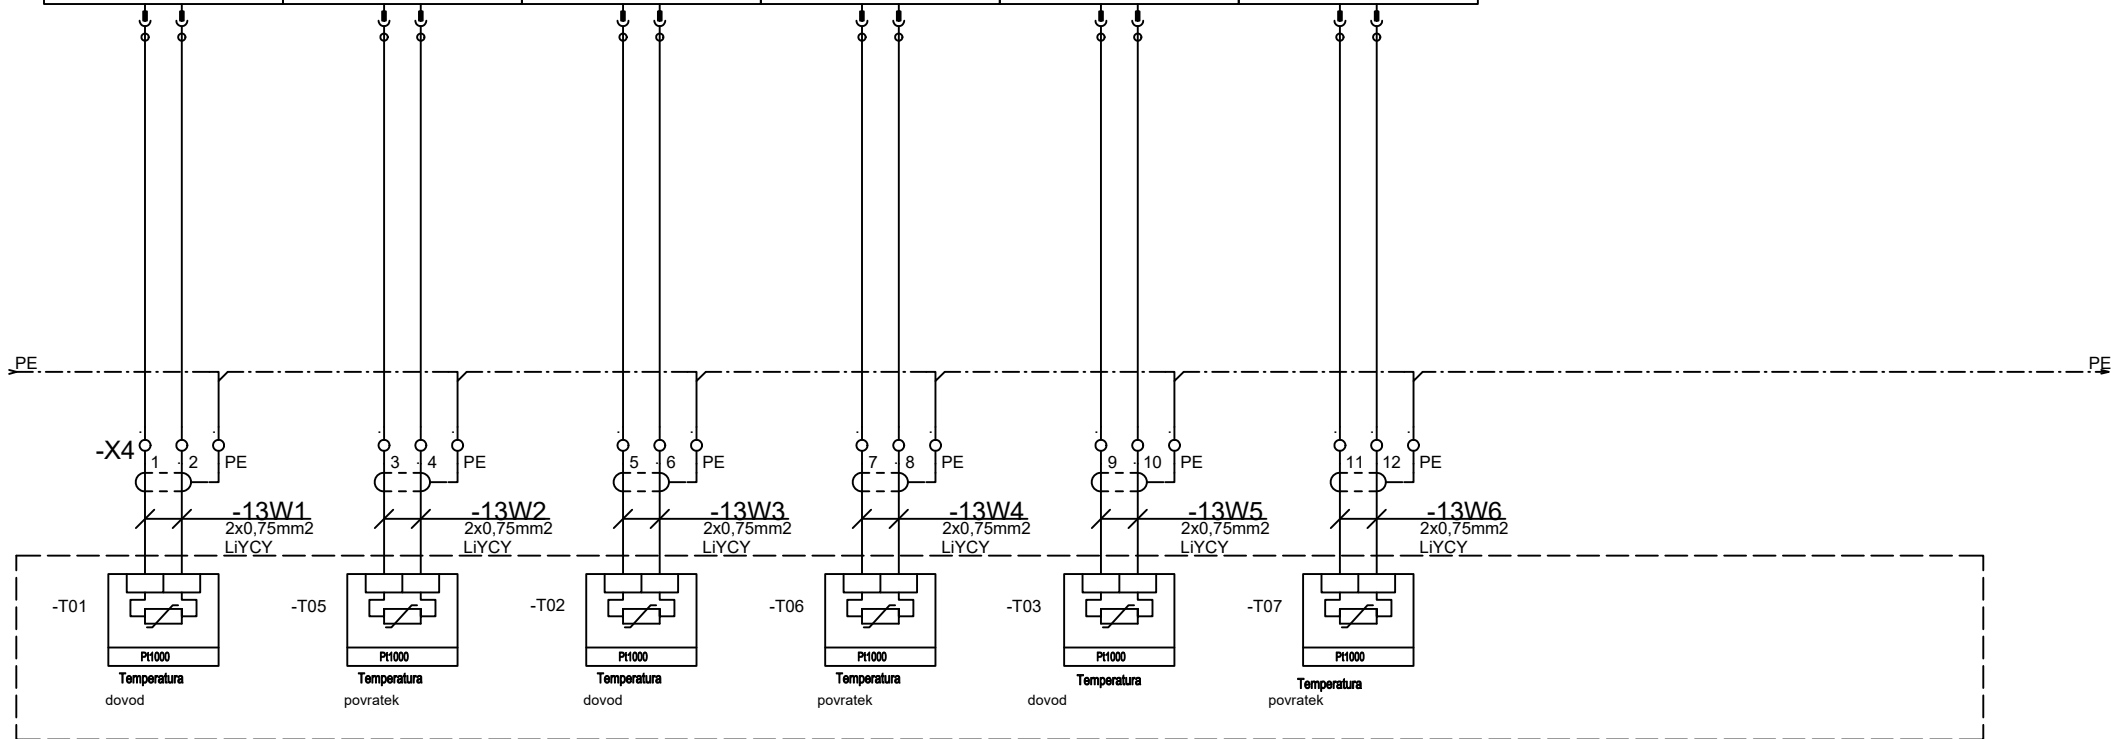 PE PE
-X4 1 2 PE 3 4 PE 5 6 PE 7 8 PE 9 10 PE 11 12 PE
-13W1 -13W2 -13W3 -13W4 -13W5 -13W6
2x0,75mm2 2x0,75mm2 2x0,75mm2 2x0,75mm2 2x0,75mm2 2x0,75mm2
LiYCY LiYCY LiYCY LiYCY LiYCY LiYCY
-T01 -T05 -T02 -T06 -T03 -T07
Pt1000 Pt1000 Pt1000 Pt1000 Pt1000 Pt1000
Temperatura Temperatura Temperatura Temperatura Temperatura Temperatura
dovod povratek dovod povratek dovod povratek